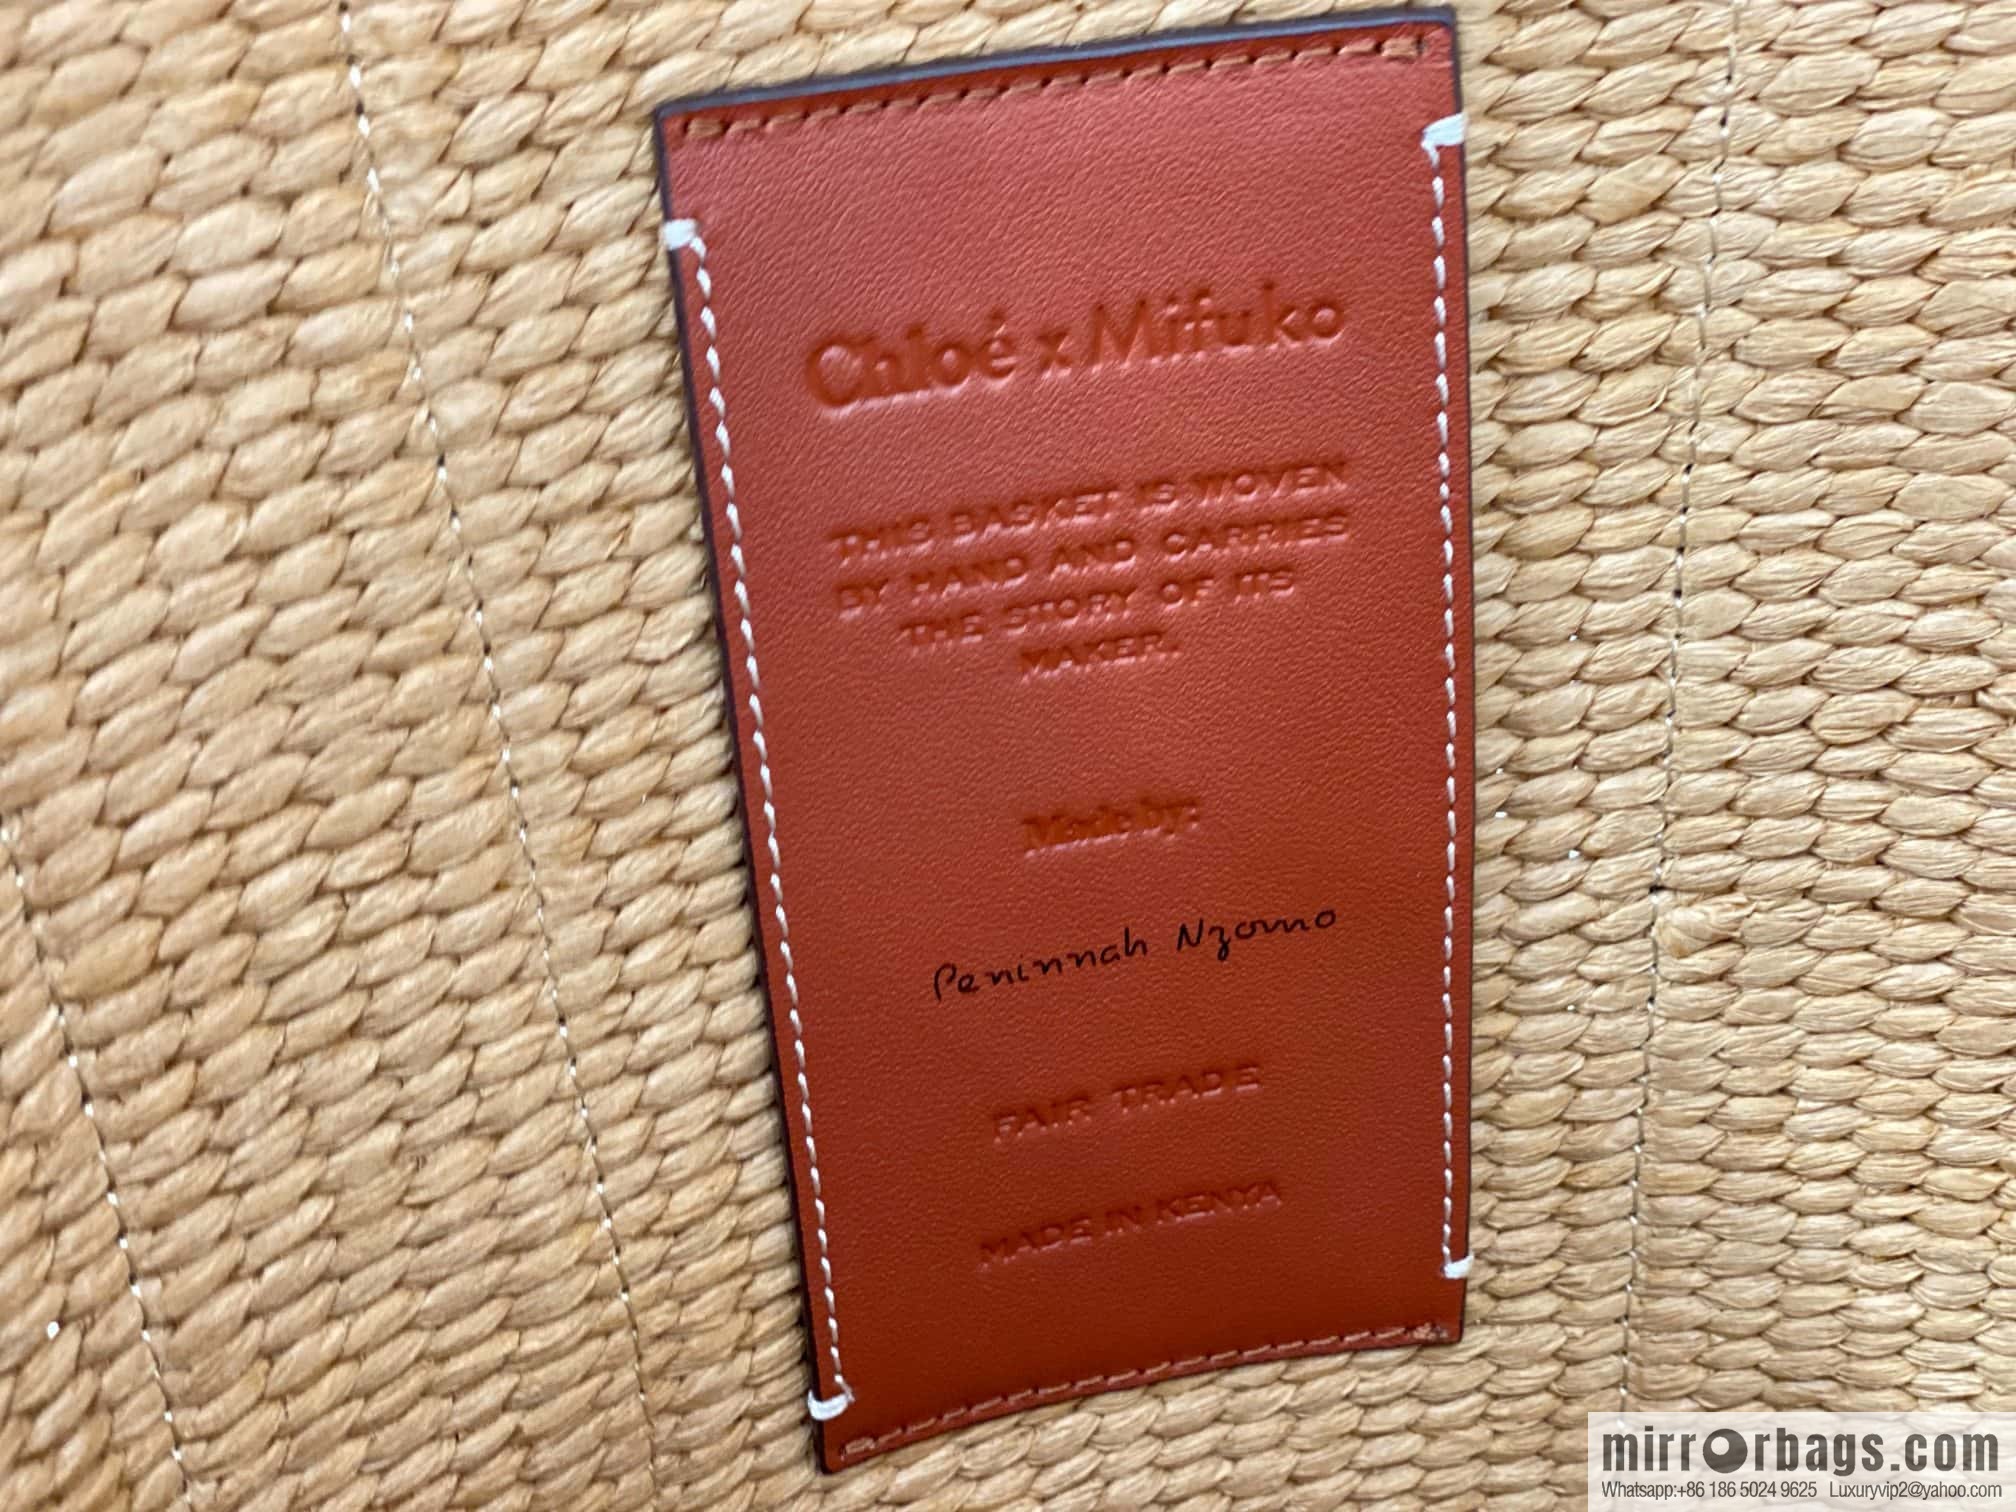 Chloé x Mifuko
THIS BASKET IS WOVEN
BY HAND AND CARRIES
THE STORY OF ITS
MAKER.
Made by:
Peninnah Nzomo
FAIR TRADE
MADE IN KENYA
mirrorbags.com
Whatsapp:+86 186 5024 9625 Luxuryvip2@yahoo.com